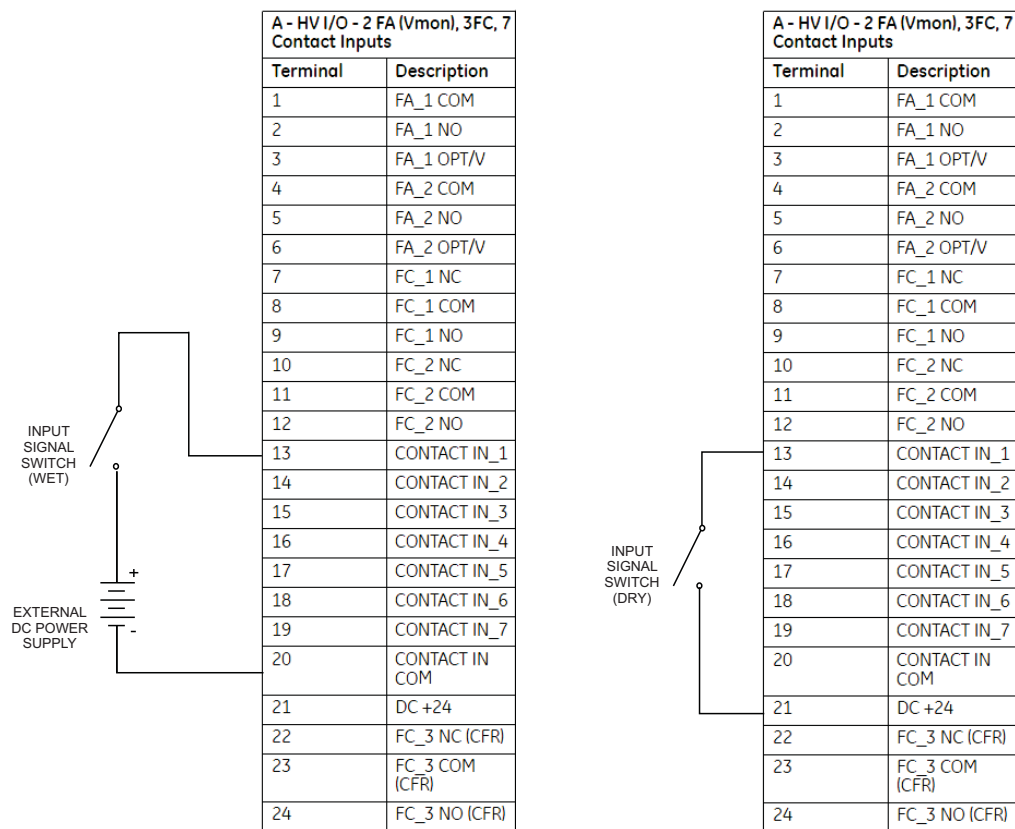 A - HV I/O - 2 FA (Vmon), 3FC, 7
Contact Inputs
Terminal Description
1 FA_1 COM
2 FA_1 NO
3 FA_1 OPT/V
4 FA_2 COM
5 FA_2 NO
6 FA_2 OPT/V
7 FC_1 NC
8 FC_1 COM
9 FC_1 NO
10 FC_2 NC
11 FC_2 COM
12 FC_2 NO
13 CONTACT IN_1
14 CONTACT IN_2
15 CONTACT IN_3
16 CONTACT IN_4
17 CONTACT IN_5
18 CONTACT IN_6
19 CONTACT IN_7
20 CONTACT IN
COM
21 DC +24
22 FC_3 NC (CFR)
23 FC_3 COM
(CFR)
24 FC_3 NO (CFR)
INPUT
SIGNAL
SWITCH
(WET)
+
EXTERNAL
DC POWER
SUPPLY
-
A - HV I/O - 2 FA (Vmon), 3FC, 7
Contact Inputs
Terminal Description
1 FA_1 COM
2 FA_1 NO
3 FA_1 OPT/V
4 FA_2 COM
5 FA_2 NO
6 FA_2 OPT/V
7 FC_1 NC
8 FC_1 COM
9 FC_1 NO
10 FC_2 NC
11 FC_2 COM
12 FC_2 NO
13 CONTACT IN_1
14 CONTACT IN_2
15 CONTACT IN_3
16 CONTACT IN_4
17 CONTACT IN_5
18 CONTACT IN_6
19 CONTACT IN_7
20 CONTACT IN
COM
21 DC +24
22 FC_3 NC (CFR)
23 FC_3 COM
(CFR)
24 FC_3 NO (CFR)
INPUT
SIGNAL
SWITCH
(DRY)